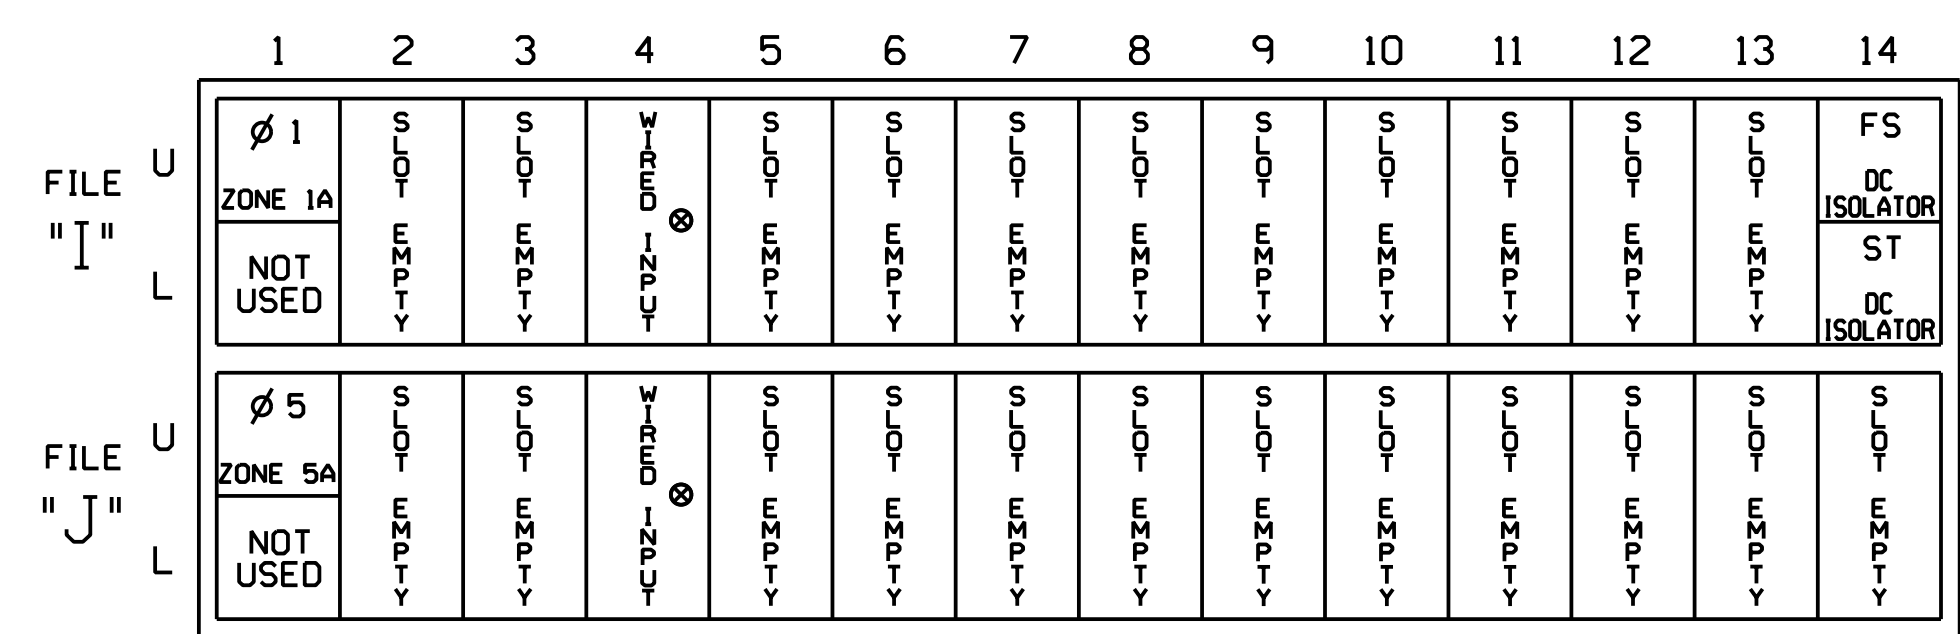 1 2 3 4 5 6 7 8 9 10 11 12 13 14
FILE "I"
U
L
Ø 1
ZONE 1A
NOT
USED
SLOT EMPTY
SLOT EMPTY
WIRED INPUT
SLOT EMPTY
SLOT EMPTY
SLOT EMPTY
SLOT EMPTY
SLOT EMPTY
SLOT EMPTY
SLOT EMPTY
SLOT EMPTY
SLOT EMPTY
FS
DC
ISOLATOR
ST
DC
ISOLATOR
FILE "J"
U
L
Ø 5
ZONE 5A
NOT
USED
SLOT EMPTY
SLOT EMPTY
WIRED INPUT
SLOT EMPTY
SLOT EMPTY
SLOT EMPTY
SLOT EMPTY
SLOT EMPTY
SLOT EMPTY
SLOT EMPTY
SLOT EMPTY
SLOT EMPTY
SLOT EMPTY